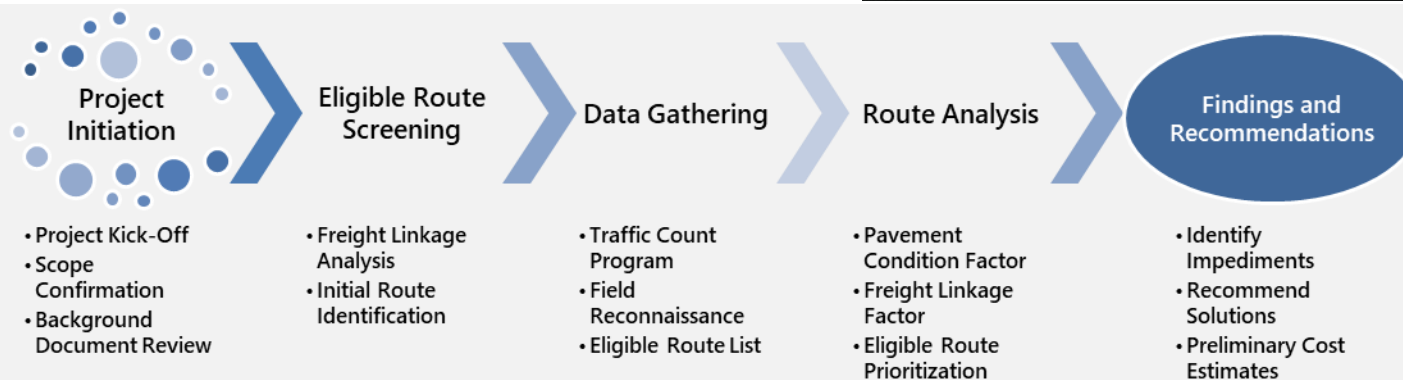 Project
Initiation
Eligible Route
Screening
Data Gathering
Route Analysis
Findings and
Recommendations
• Project Kick-Off
• Scope
Confirmation
• Background
Document Review
• Freight Linkage
Analysis
• Initial Route
Identification
• Traffic Count
Program
• Field
Reconnaissance
• Eligible Route List
• Pavement
Condition Factor
• Freight Linkage
Factor
• Eligible Route
Prioritization
• Identify
Impediments
• Recommend
Solutions
• Preliminary Cost
Estimates